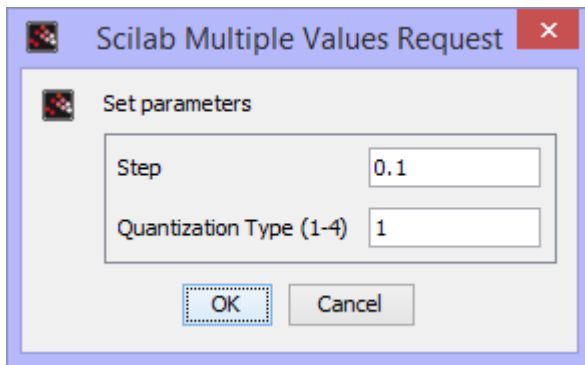 Scilab Multiple Values Request
Set parameters
Step 0.1
Quantization Type (1-4) 1
OK Cancel